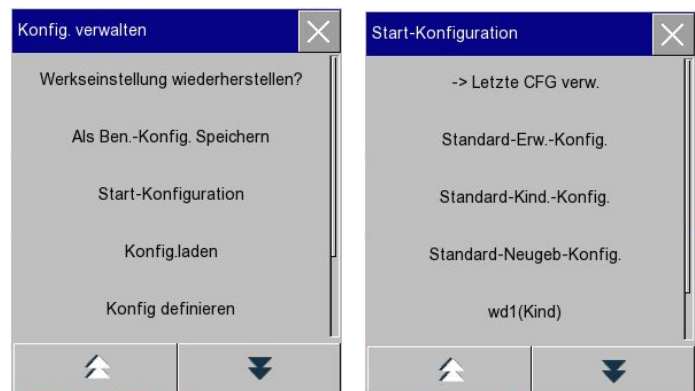 Konfig. verwalten
Werkseinstellung wiederherstellen?
Als Ben.-Konfig. Speichern
Start-Konfiguration
Konfig.laden
Konfig definieren
Start-Konfiguration
-> Letzte CFG verw.
Standard-Erw.-Konfig.
Standard-Kind.-Konfig.
Standard-Neugeb-Konfig.
wd1(Kind)